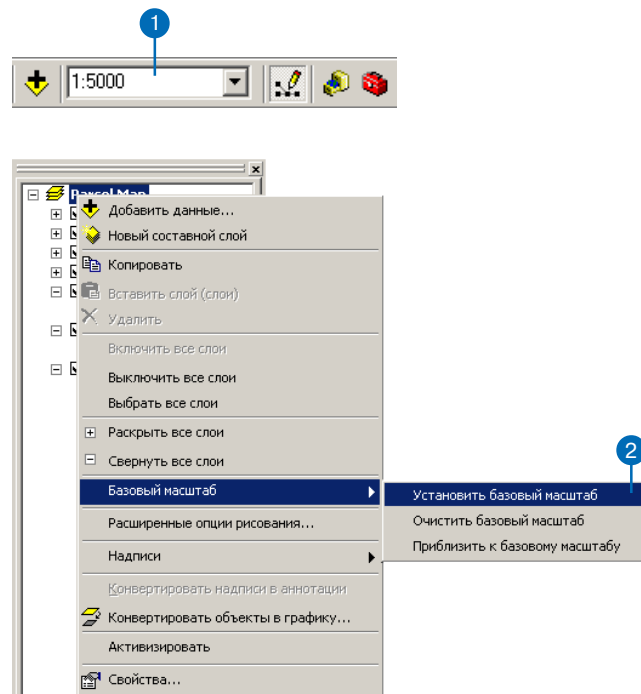 1
1:5000
Parcel Map
Добавить данные...
Новый составной слой
Копировать
Вставить слой (слои)
Удалить
Включить все слои
Выключить все слои
Выбрать все слои
Раскрыть все слои
Свернуть все слои
2
Базовый масштаб
Установить базовый масштаб
Очистить базовый масштаб
Приблизить к базовому масштабу
Расширенные опции рисования...
Надписи
Конвертировать надписи в аннотации
Конвертировать объекты в графику...
Активизировать
Свойства...